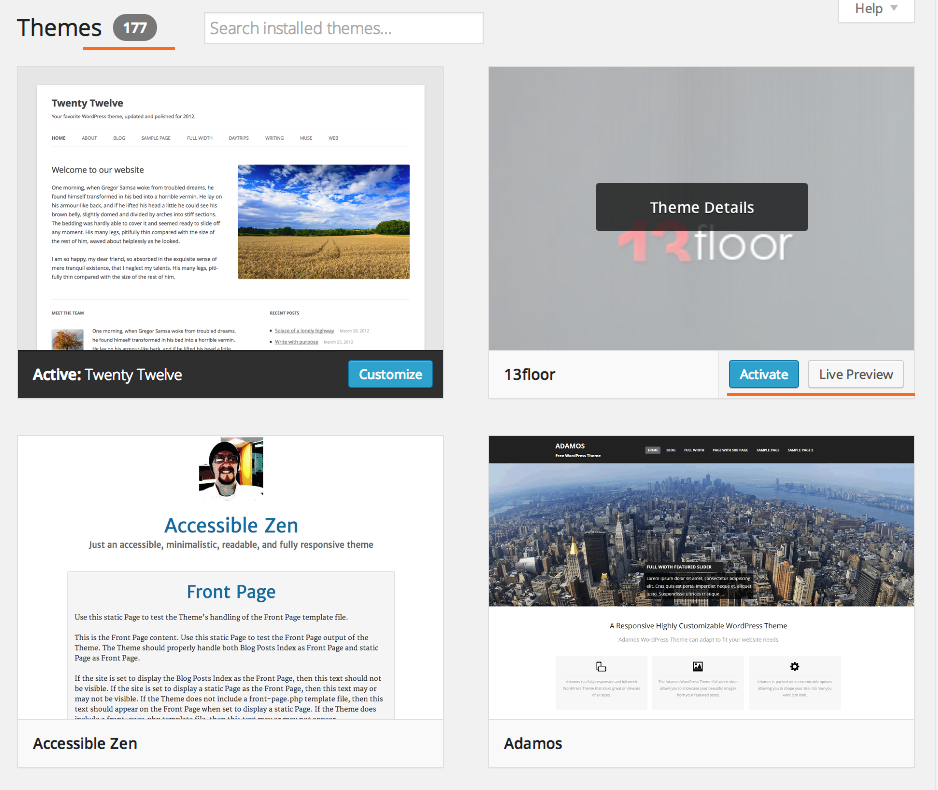 Themes 177
Search installed themes...
Help
Twenty Twelve
Your favorite WordPress theme, updated and polished for 2012.
HOME ABOUT BLOG SAMPLE PAGE FULL WIDTH DAYTRIPS WRITING MUSE WEB
Welcome to our website
One morning, when Gregor Samsa woke from troubled dreams, he
found himself transformed in his bed into a horrible vermin. He lay on
his armour-like back, and if he lifted his head a little he could see his
brown belly, slightly domed and divided by arches into stiff sections.
The bedding was hardly able to cover it and seemed ready to slide off
any moment. His many legs, pitifully thin compared with the size of
the rest of him, waved about helplessly as he looked.
I am so happy, my dear friend, so absorbed in the exquisite sense of
mere tranquil existence, that I neglect my talents. His many legs, piti-
fully thin compared with the size of the rest of him.
MEET THE TEAM
One morning, when Gregor Samsa woke from troubled dreams,
he found himself transformed in his bed into a horrible vermin.
He lay on his armour-like back, and if he lifted his head a little
RECENT POSTS
Space of a lonely highway March 23, 2012
Write with purpose March 23, 2012
Active: Twenty Twelve
Customize
Theme Details
13floor
13floor
Activate
Live Preview
Accessible Zen
Just an accessible, minimalistic, readable, and fully responsive theme
Front Page
Use this static Page to test the Theme's handling of the Front Page template file.
This is the Front Page content. Use this static Page to test the Front Page output of the
Theme. The Theme should properly handle both Blog Posts Index as Front Page and static
Page as Front Page.
If the site is set to display the Blog Posts Index as the Front Page, then this text should not
be visible. If the site is set to display a static Page as the Front Page, then this text may or
may not be visible. If the Theme does not include a front-page.php template file, then this
text should appear on the Front Page when set to display a static Page. If the Theme does
include a front-page.php template file, then this text may or may not appear.
Accessible Zen
ADAMOS
Free WordPress Theme
HOME BLOG FULL WIDTH PAGE WITH SITE PAGE SAMPLE PAGE SAMPLE PAGE 2
FULL WIDTH FEATURED SLIDER
Lorem ipsum dolor sit amet, consectetur adipiscing
elit. Cras quis est porta, imperdiet neque et, aliquet
arcu. Suspendisse ultricies tristique ...
A Responsive Highly Customizable WordPress Theme
Adamos WordPress Theme can adapt to fit your website needs
Adamos